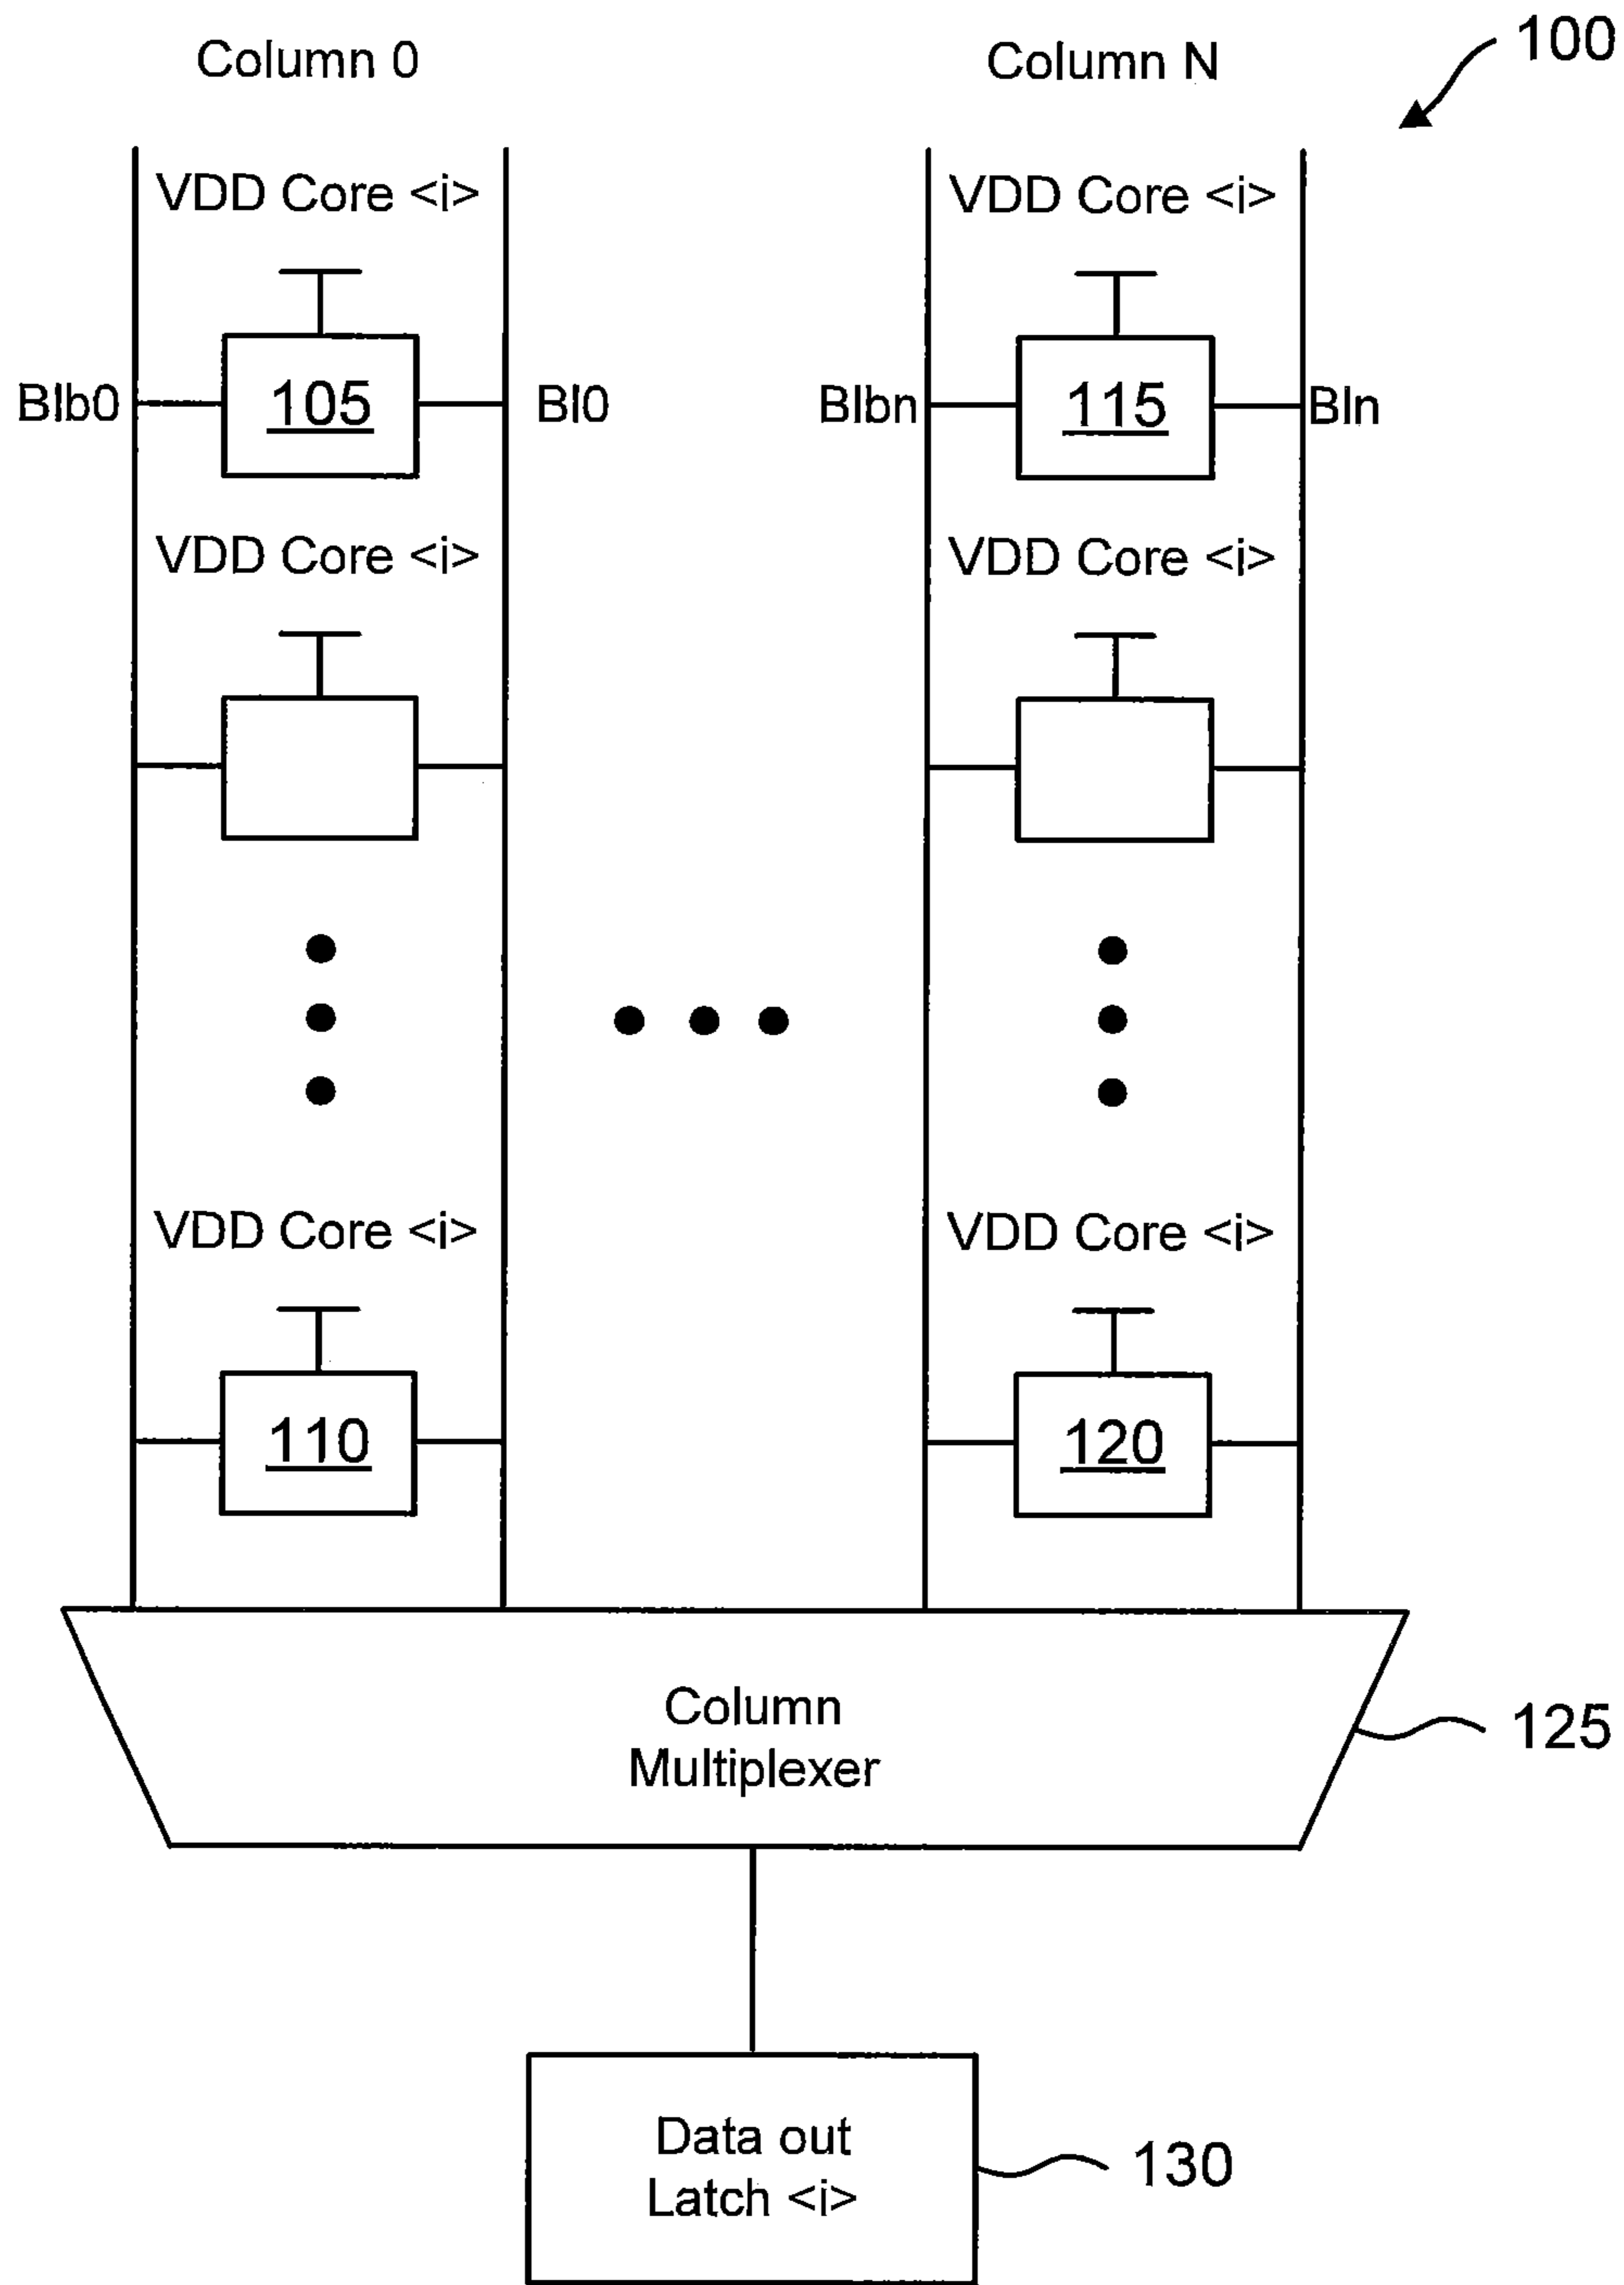 100
Column 0 Column N
VDD Core <i> VDD Core <i>
Blb0 105 Bl0 Blbn 115 Bln
VDD Core <i> VDD Core <i>
VDD Core <i> VDD Core <i>
110 120
Column
Multiplexer
125
Data out
Latch <i>
130